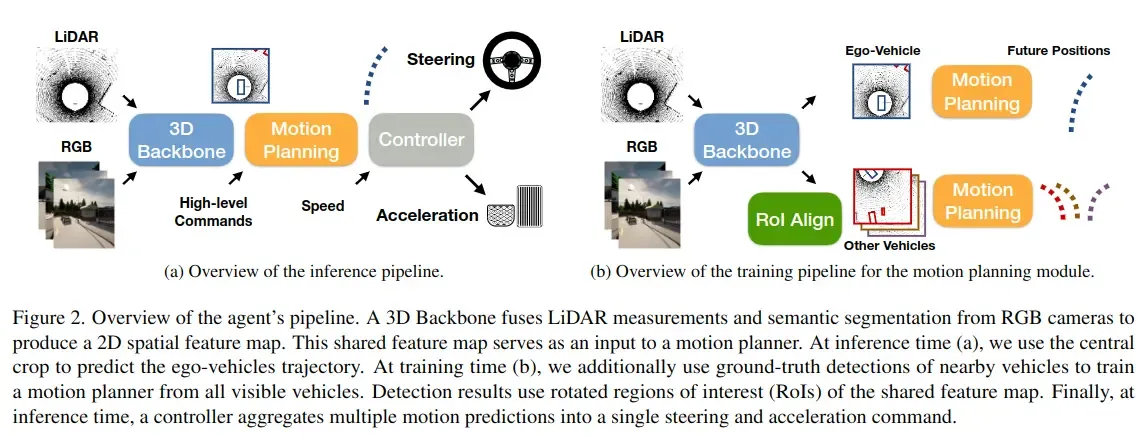 LiDAR
RGB
3D
Backbone
High-level
Commands
Motion
Planning
Speed
Controller
Steering
Acceleration
(a) Overview of the inference pipeline.
LiDAR
RGB
3D
Backbone
RoI Align
Ego-Vehicle
Motion
Planning
Future Positions
Other Vehicles
Motion
Planning
(b) Overview of the training pipeline for the motion planning module.
Figure 2. Overview of the agent's pipeline. A 3D Backbone fuses LiDAR measurements and semantic segmentation from RGB cameras to
produce a 2D spatial feature map. This shared feature map serves as an input to a motion planner. At inference time (a), we use the central
crop to predict the ego-vehicles trajectory. At training time (b), we additionally use ground-truth detections of nearby vehicles to train
a motion planner from all visible vehicles. Detection results use rotated regions of interest (RoIs) of the shared feature map. Finally, at
inference time, a controller aggregates multiple motion predictions into a single steering and acceleration command.